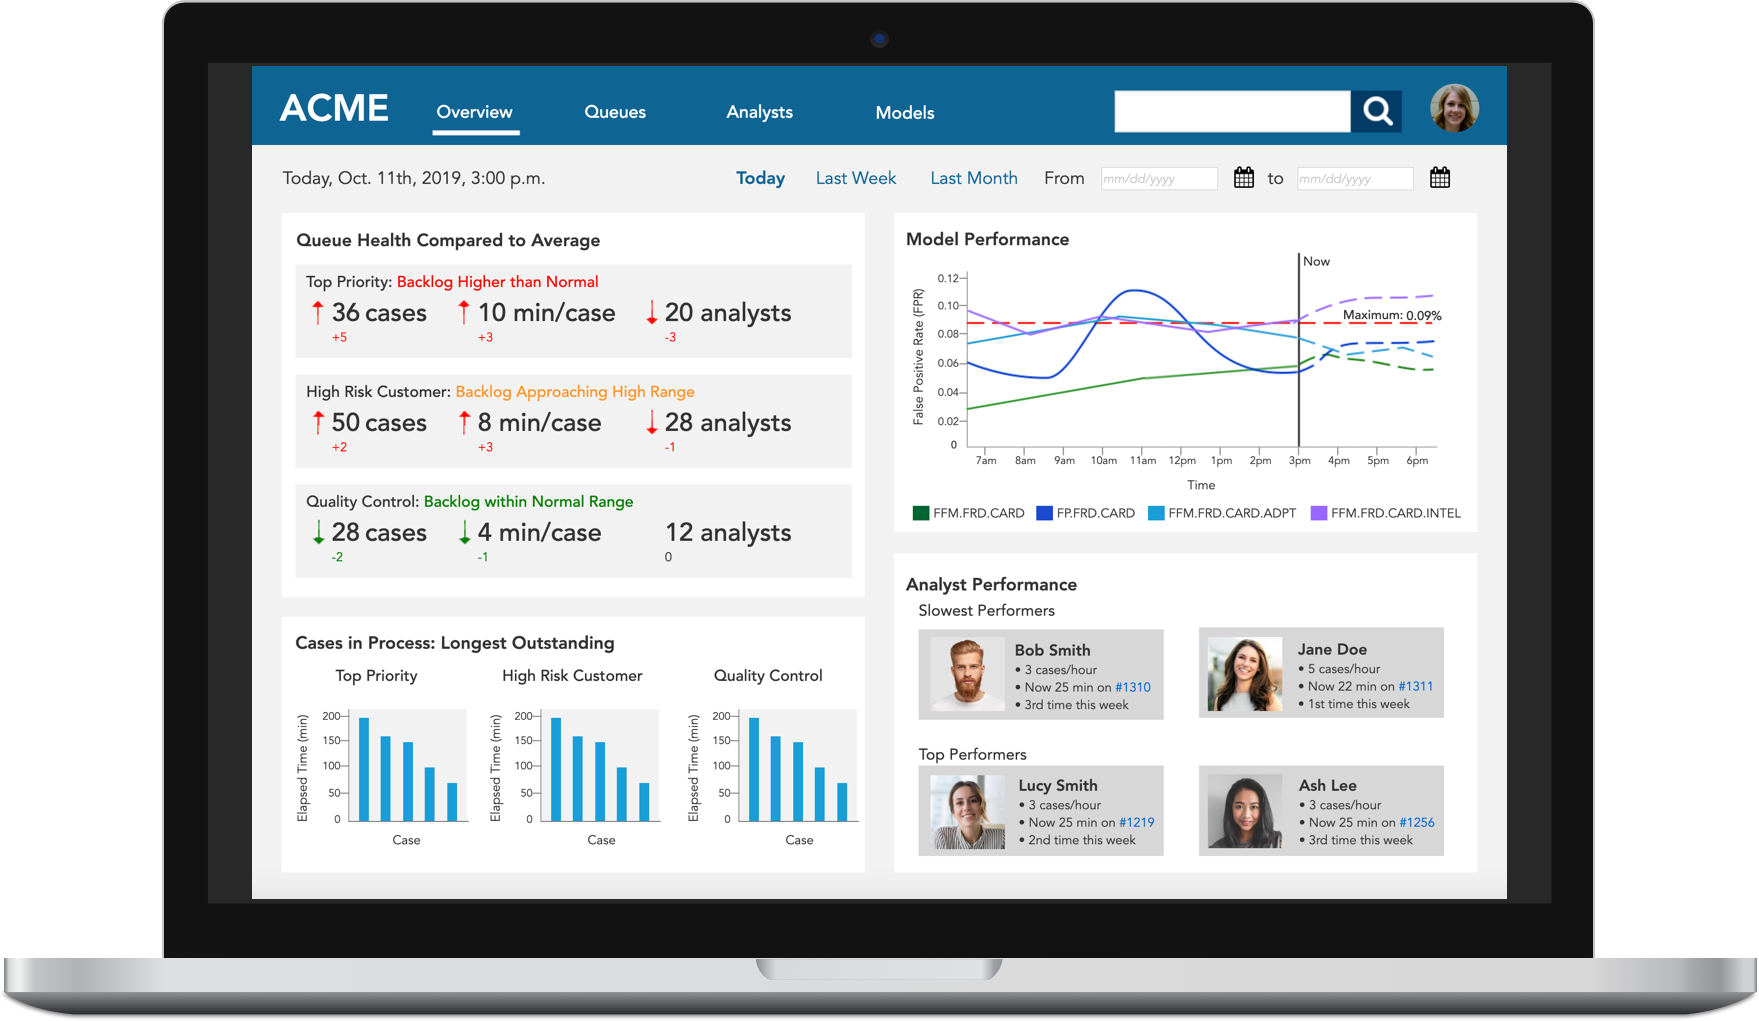 ACME Overview Queues Analysts Models
Today, Oct. 11th, 2019, 3:00 p.m. Today Last Week Last Month From mm/dd/yyyy to mm/dd/yyyy
Queue Health Compared to Average
Top Priority: Backlog Higher than Normal
36 cases 10 min/case 20 analysts
+5 +3 -3
High Risk Customer: Backlog Approaching High Range
50 cases 8 min/case 28 analysts
+2 +3 -1
Quality Control: Backlog within Normal Range
28 cases 4 min/case 12 analysts
-2 -1 0
Cases in Process: Longest Outstanding
Top Priority
Elapsed Time (min)
200
150
100
50
0
Case
High Risk Customer
Elapsed Time (min)
200
150
100
50
0
Case
Quality Control
Elapsed Time (min)
200
150
100
50
0
Case
Model Performance
Now
False Positive Rate (FPR)
0.12
0.10
0.08
0.06
0.04
0.02
0
Maximum: 0.09%
7am 8am 9am 10am 11am 12pm 1pm 2pm 3pm 4pm 5pm 6pm
Time
FFM.FRD.CARD FP.FRD.CARD FFM.FRD.CARD.ADPT FFM.FRD.CARD.INTEL
Analyst Performance
Slowest Performers
Bob Smith
• 3 cases/hour
• Now 25 min on #1310
• 3rd time this week
Jane Doe
• 5 cases/hour
• Now 22 min on #1311
• 1st time this week
Top Performers
Lucy Smith
• 3 cases/hour
• Now 25 min on #1219
• 2nd time this week
Ash Lee
• 3 cases/hour
• Now 25 min on #1256
• 3rd time this week